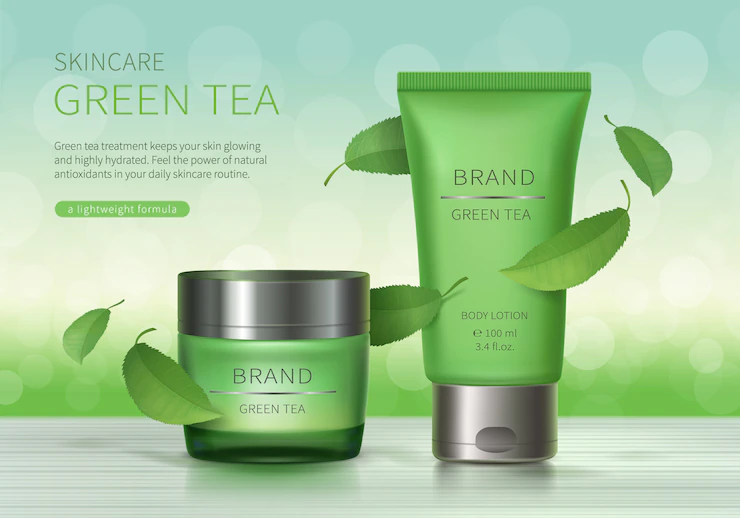 SKINCARE
GREEN TEA
Green tea treatment keeps your skin glowing
and highly hydrated. Feel the power of natural
antioxidants in your daily skincare routine.
a lightweight formula
BRAND
GREEN TEA
BODY LOTION
℮ 100 ml
3.4 fl.oz.
BRAND
GREEN TEA